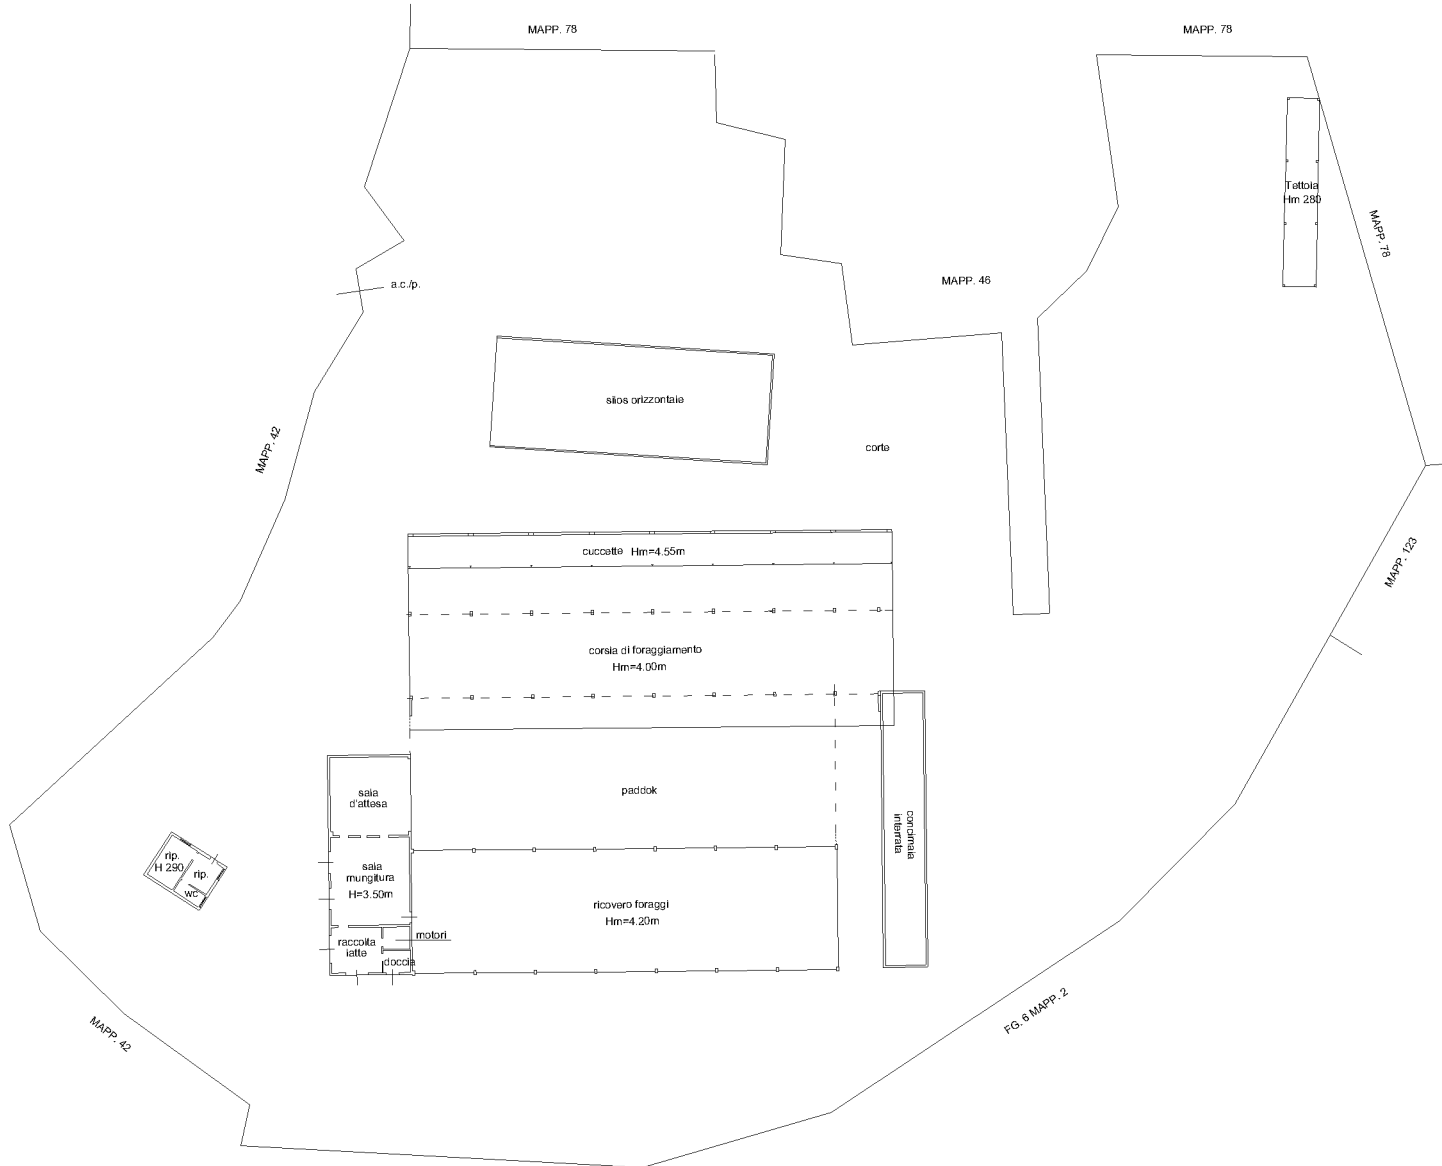 MAPP. 78
MAPP. 78
Tettoia
Hm 280
MAPP. 78
MAPP. 46
a.c./p.
silos orizzontale
MAPP. 42
corte
cuccette Hm=4.55m
MAPP. 123
corsia di foraggiamento
Hm=4.00m
sala
d'attesa
paddok
concimaia
interrata
rip.
H 290
rip.
wc
sala
mungitura
H=3.50m
ricovero foraggi
Hm=4.20m
motori
raccolta
latte
doccia
FG. 6 MAPP. 2
MAPP. 42